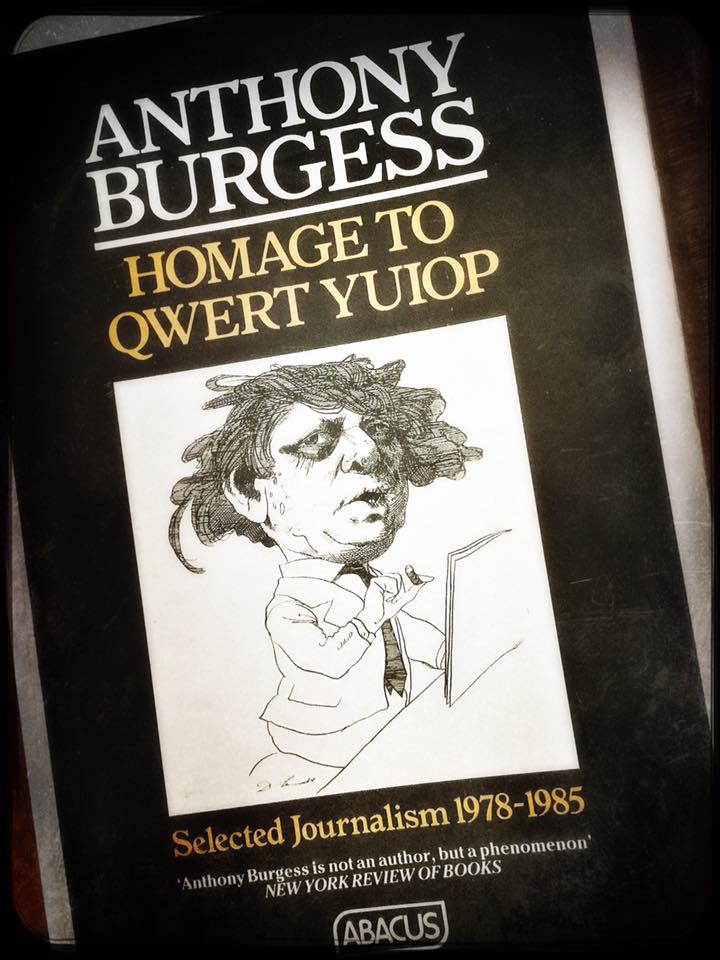 ANTHONY
BURGESS
HOMAGE TO
QWERT YUIOP
Selected Journalism 1978-1985
'Anthony Burgess is not an author, but a phenomenon'
NEW YORK REVIEW OF BOOKS
ABACUS